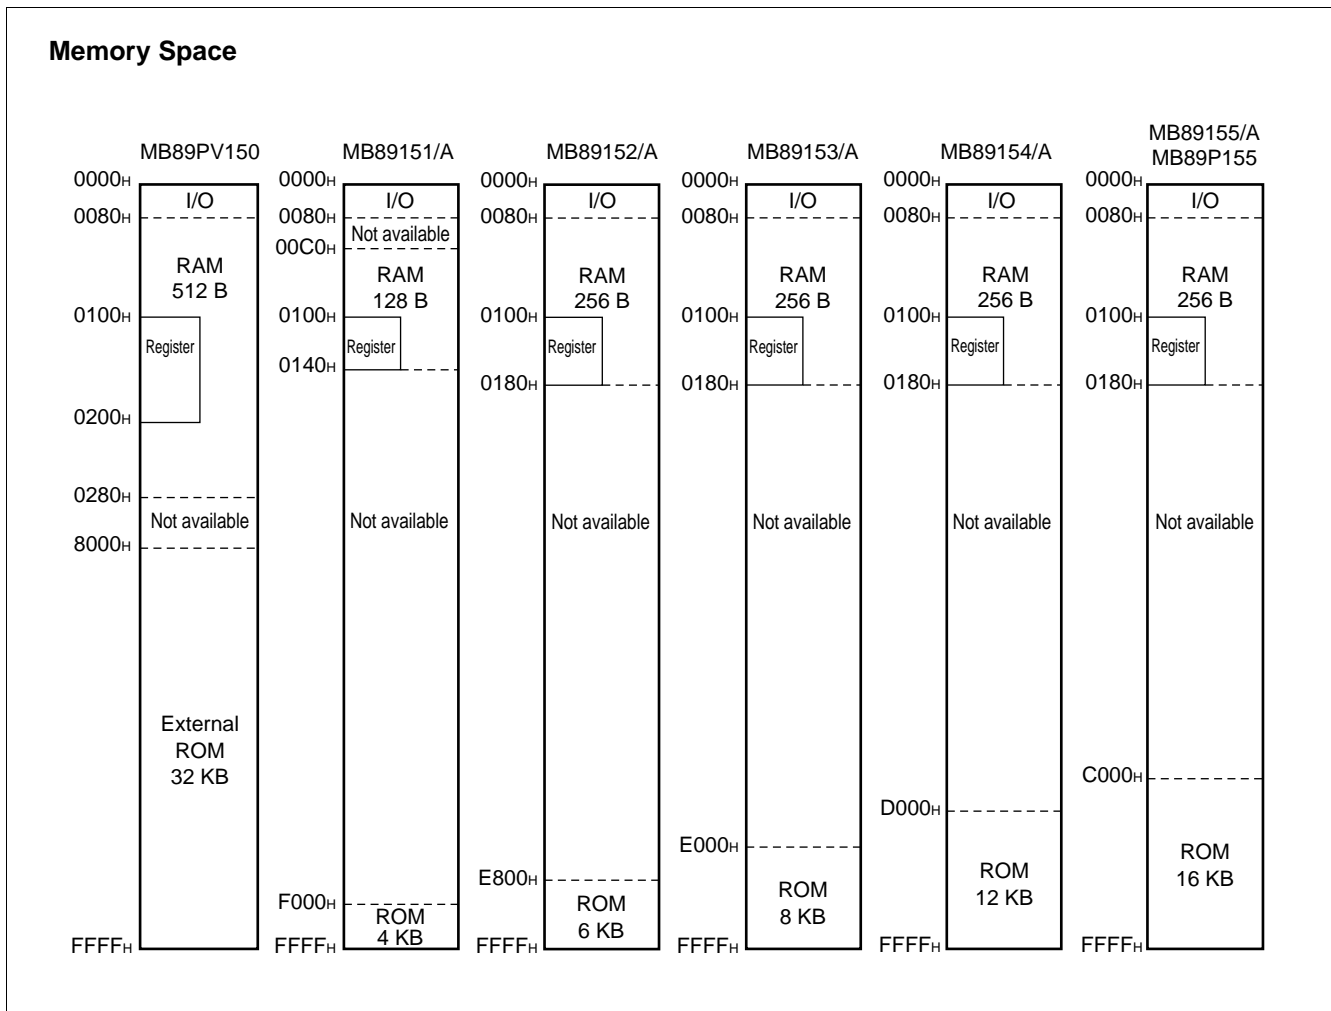 Memory Space
MB89PV150
0000H
I/O
0080H
RAM
512 B
0100H
Register
0200H
0280H
Not available
8000H
External
ROM
32 KB
FFFFH
MB89151/A
0000H
I/O
0080H
Not available
00C0H
RAM
128 B
0100H
Register
0140H
Not available
F000H
ROM
4 KB
FFFFH
MB89152/A
0000H
I/O
0080H
RAM
256 B
0100H
Register
0180H
Not available
E800H
ROM
6 KB
FFFFH
MB89153/A
0000H
I/O
0080H
RAM
256 B
0100H
Register
0180H
Not available
E000H
ROM
8 KB
FFFFH
MB89154/A
0000H
I/O
0080H
RAM
256 B
0100H
Register
0180H
Not available
D000H
ROM
12 KB
FFFFH
MB89155/A
MB89P155
0000H
I/O
0080H
RAM
256 B
0100H
Register
0180H
Not available
C000H
ROM
16 KB
FFFFH